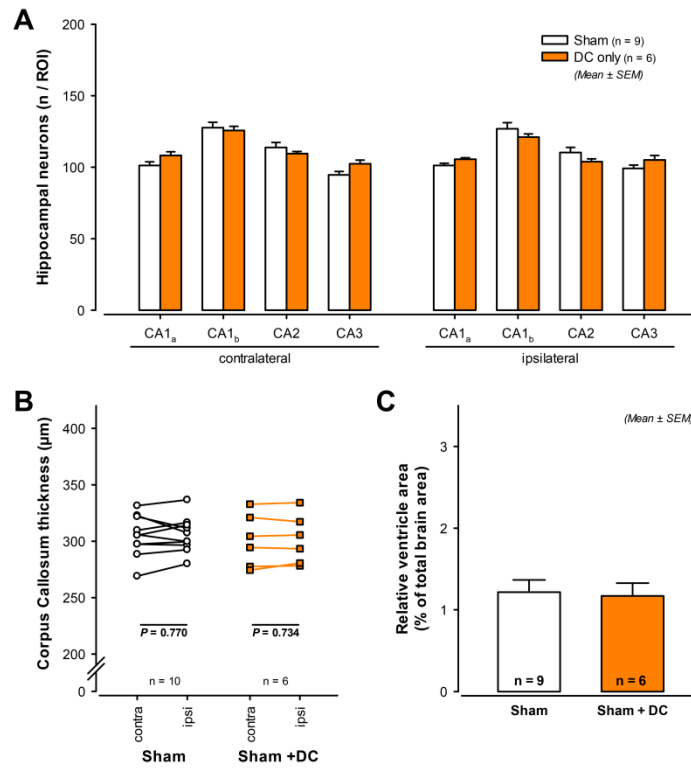 A
Hippocampal neurons (n / ROI)
200
150
100
50
0
Sham (n = 9)
DC only (n = 6)
(Mean ± SEM)
CA1a CA1b CA2 CA3 CA1a CA1b CA2 CA3
contralateral ipsilateral
B
Corpus Callosum thickness (µm)
400
350
300
250
200
0
P = 0.770 P = 0.734
n = 10 n = 6
contra ipsi contra ipsi
Sham Sham +DC
C
(Mean ± SEM)
Relative ventricle area
(% of total brain area)
3
2
1
0
n = 9 n = 6
Sham Sham + DC